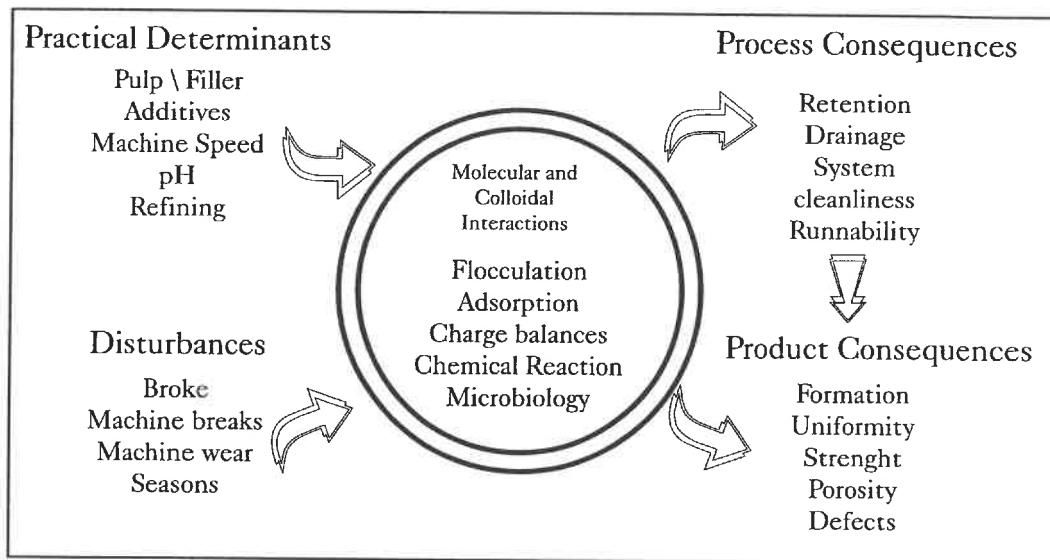 Practical Determinants
Pulp \ Filler
Additives
Machine Speed
pH
Refining
Disturbances
Broke
Machine breaks
Machine wear
Seasons
Molecular and
Colloidal
Interactions
Flocculation
Adsorption
Charge balances
Chemical Reaction
Microbiology
Process Consequences
Retention
Drainage
System
cleanliness
Runnability
Product Consequences
Formation
Uniformity
Strenght
Porosity
Defects